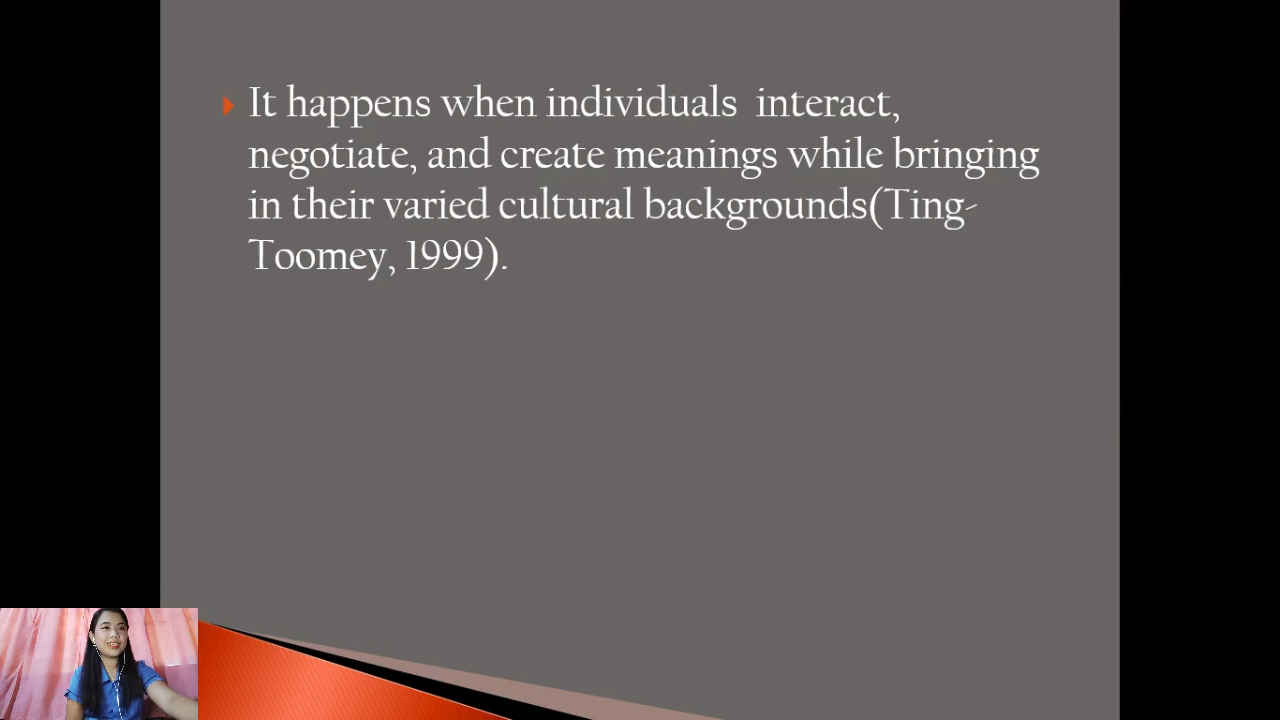 It happens when individuals  interact,
negotiate, and create meanings while bringing
in their varied cultural backgrounds(Ting-
Toomey, 1999).